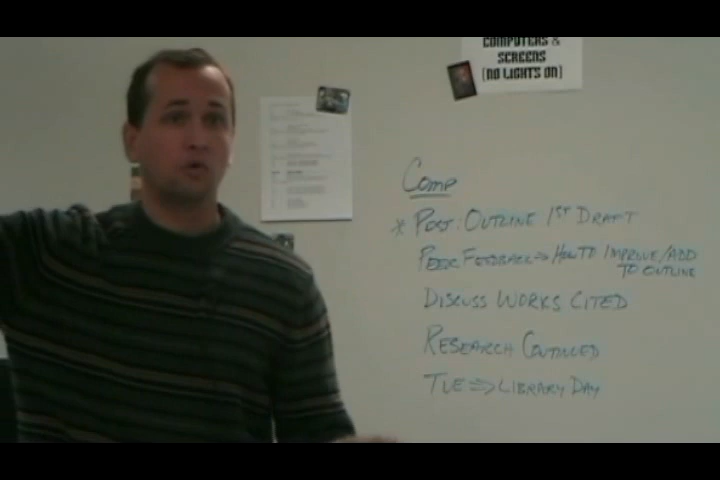 COMPUTERS &
SCREENS
(NO LIGHTS ON)
COMP
* POST: OUTLINE 1ST DRAFT
PEER FEEDBACK => HOW TO IMPROVE/ADD
TO OUTLINE
DISCUSS WORKS CITED
RESEARCH CONTINUED
TUE => LIBRARY DAY